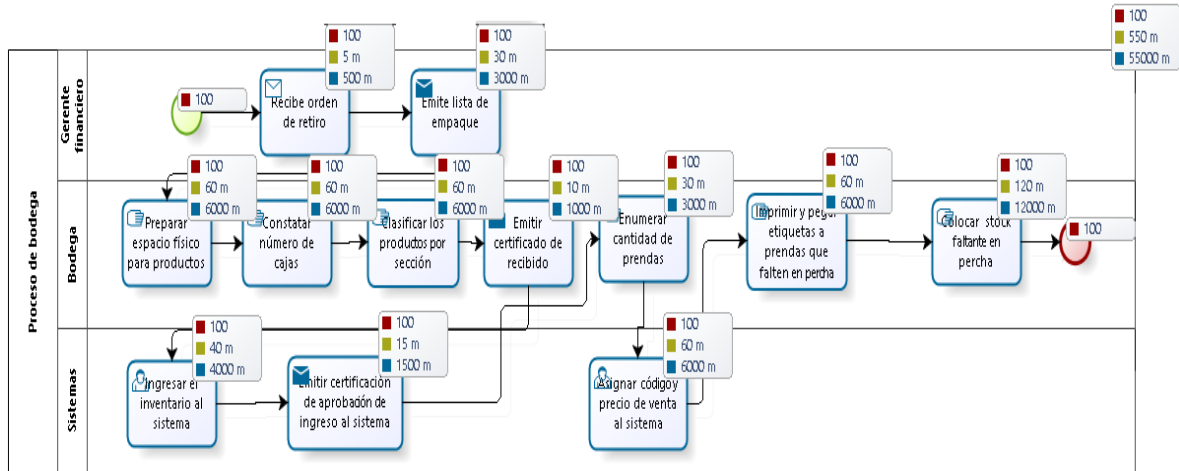 Proceso de bodega
Gerente
financiero
Bodega
Sistemas
100
100
5 m
500 m
Recibe orden
de retiro
100
30 m
3000 m
Emite lista de
empaque
100
550 m
55000 m
100
60 m
6000 m
Preparar
espacio físico
para productos
100
60 m
6000 m
Constatar
número de
cajas
100
60 m
6000 m
Clasificar los
productos por
sección
100
10 m
1000 m
Emitir
certificado de
recibido
100
30 m
3000 m
Enumerar
cantidad de
prendas
100
60 m
6000 m
Imprimir y pegar
etiquetas a
prendas que
falten en percha
100
120 m
12000 m
Colocar stock
faltante en
percha
100
100
40 m
4000 m
Ingresar el
inventario al
sistema
100
15 m
1500 m
Emitir certificación
de aprobación de
ingreso al sistema
100
60 m
6000 m
Asignar código y
precio de venta
al sistema